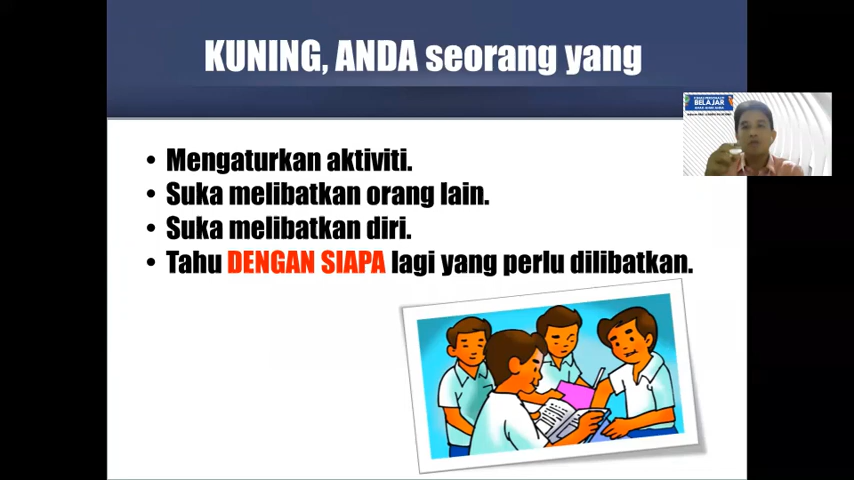 KUNING, ANDA seorang yang
• Mengaturkan aktiviti.
• Suka melibatkan orang lain.
• Suka melibatkan diri.
• Tahu DENGAN SIAPA lagi yang perlu dilibatkan.
BELAJAR